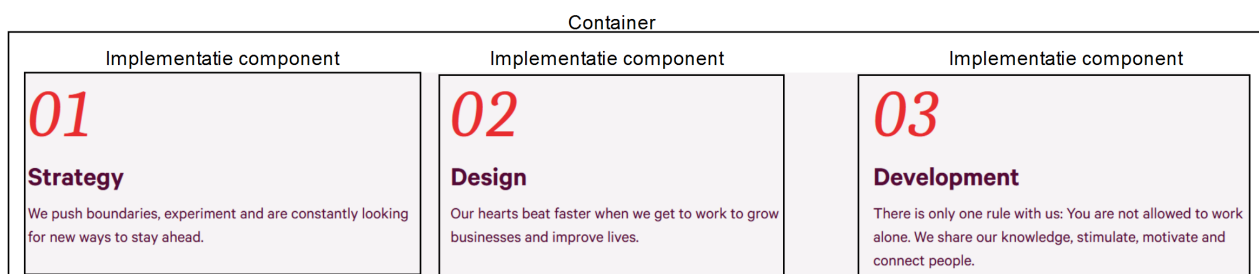 Container
Implementatie component
Implementatie component
Implementatie component
01
Strategy
We push boundaries, experiment and are constantly looking
for new ways to stay ahead.
02
Design
Our hearts beat faster when we get to work to grow
businesses and improve lives.
03
Development
There is only one rule with us: You are not allowed to work
alone. We share our knowledge, stimulate, motivate and
connect people.